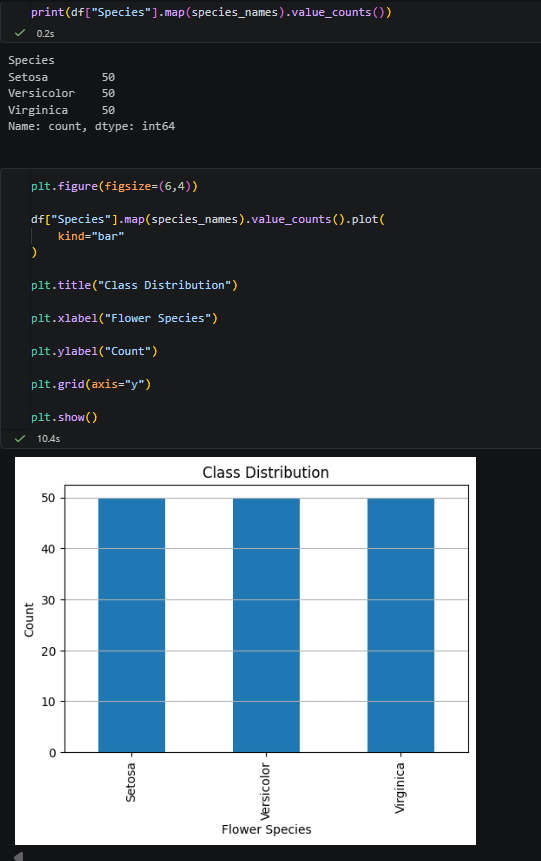 print(df["Species"].map(species_names).value_counts())
0.2s
Species
Setosa        50
Versicolor    50
Virginica     50
Name: count, dtype: int64
plt.figure(figsize=(6,4))
df["Species"].map(species_names).value_counts().plot(
    kind="bar"
)
plt.title("Class Distribution")
plt.xlabel("Flower Species")
plt.ylabel("Count")
plt.grid(axis="y")
plt.show()
10.4s
Class Distribution
50
40
30
20
10
0
Count
Setosa
Versicolor
Virginica
Flower Species